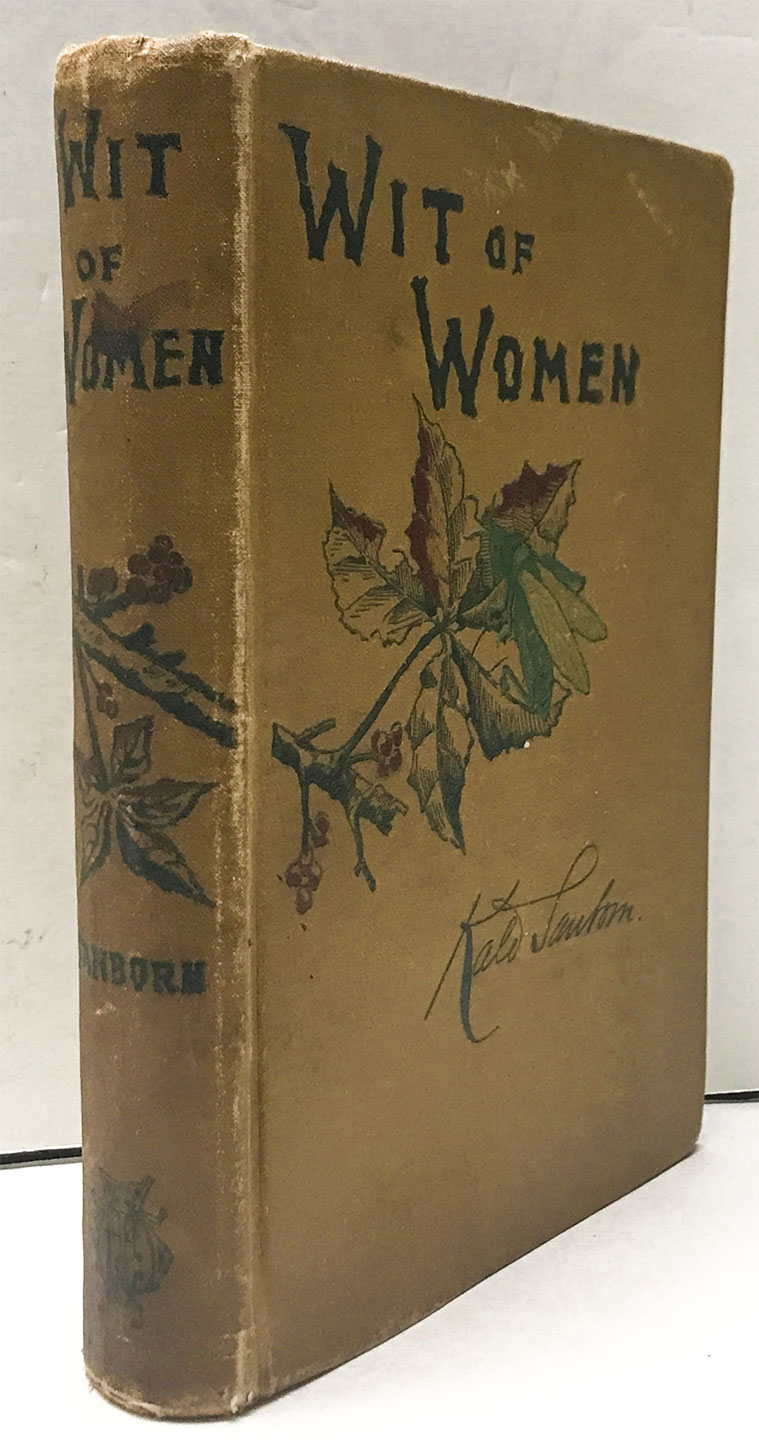 WIT
OF
WOMEN
SANBORN
WIT OF
WOMEN
Kate Sanborn.